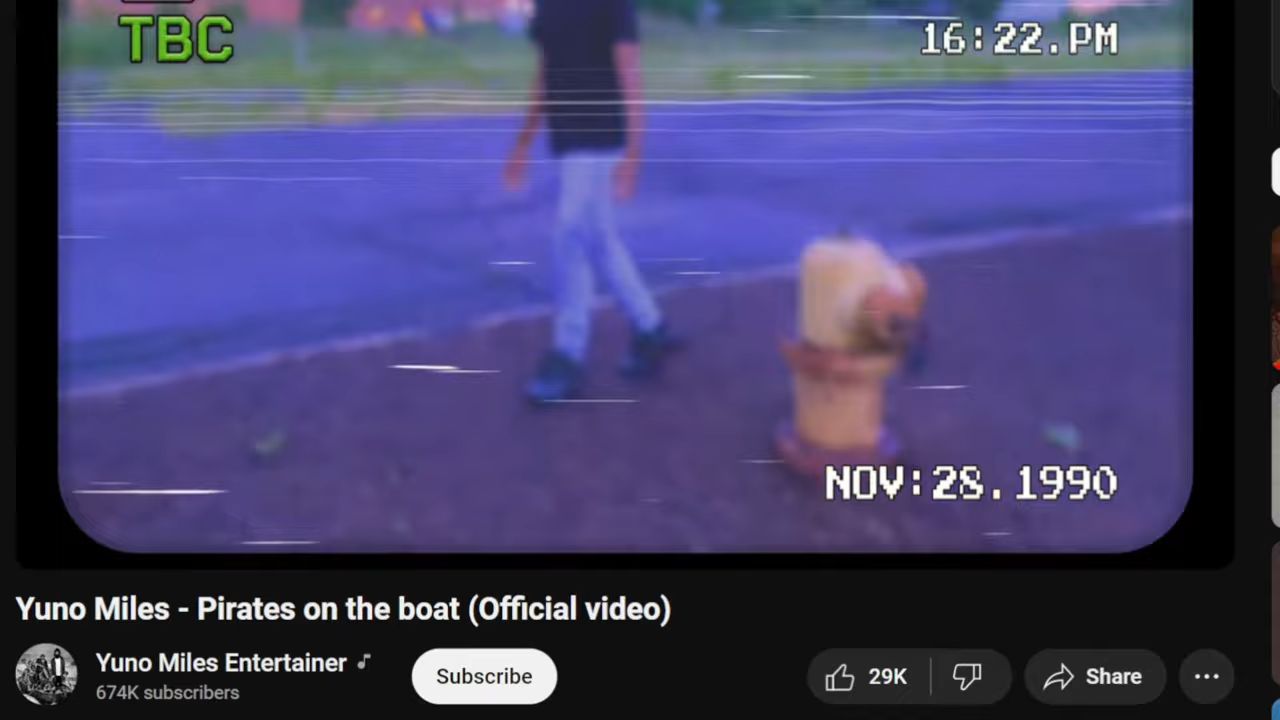 TBC
16:22.PM
NOV:28.1990
Yuno Miles - Pirates on the boat (Official video)
Yuno Miles Entertainer
674K subscribers
Subscribe
29K
Share